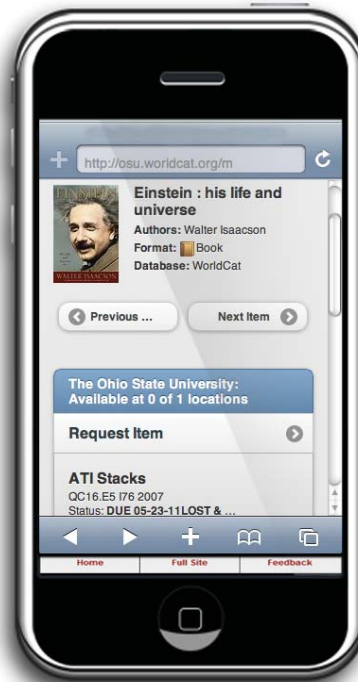 http://osu.worldcat.org/m
EINSTEIN
WALTER ISAACSON
Einstein : his life and
universe
Authors: Walter Isaacson
Format: Book
Database: WorldCat
Previous ...
Next Item
The Ohio State University:
Available at 0 of 1 locations
Request Item
ATI Stacks
QC16.E5 I76 2007
Status: DUE 05-23-11LOST & ...
Home Full Site Feedback